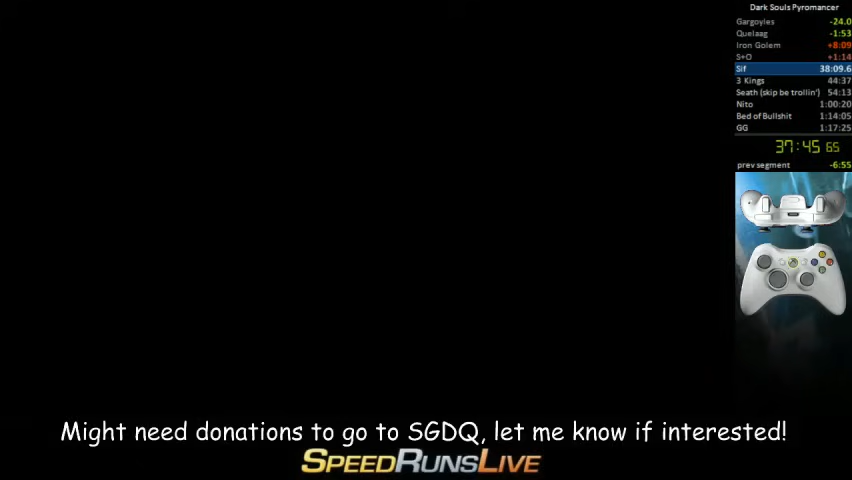 Dark Souls Pyromancer
Gargoyles -24.0
Quelaag -1:53
Iron Golem +8:09
S+O +1:14
Sif 38:09.6
3 Kings 44:37
Seath (skip be trollin') 54:13
Nito 1:00:20
Bed of Bullshit 1:14:05
GG 1:17:25
37:45 65
prev segment -6:55
Might need donations to go to SGDQ, let me know if interested!
SPEEDRUNSLIVE